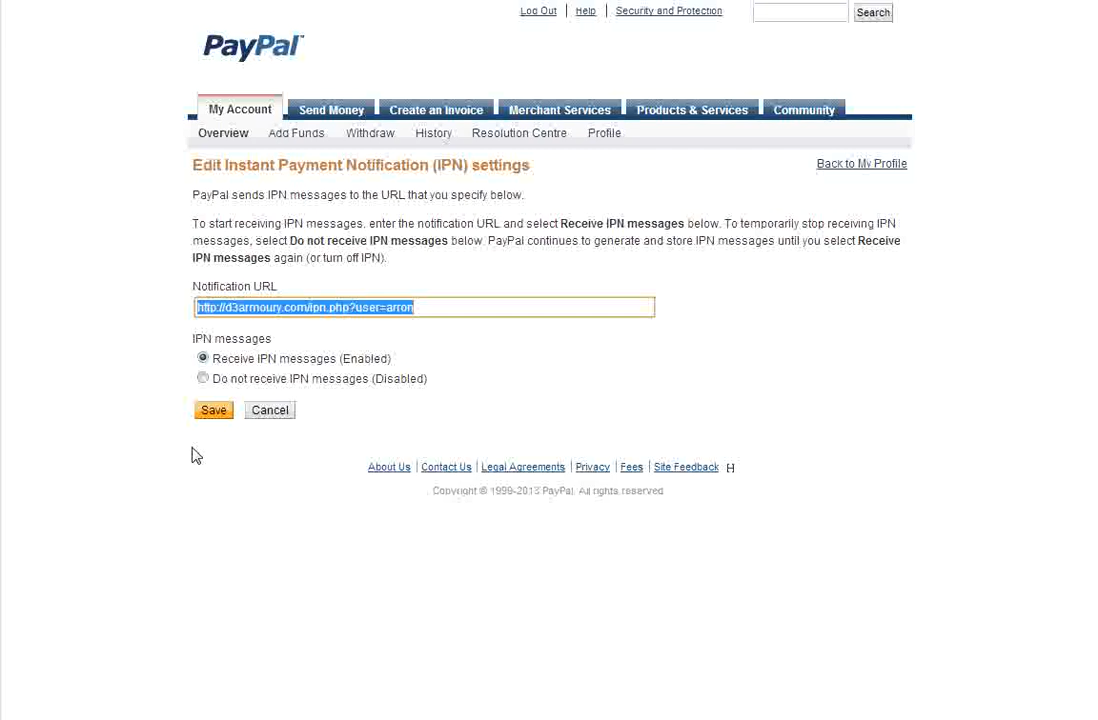 Log Out | Help | Security and Protection Search
PayPal™
My Account Send Money Create an Invoice Merchant Services Products & Services Community
Overview Add Funds Withdraw History Resolution Centre Profile
Edit Instant Payment Notification (IPN) settings Back to My Profile
PayPal sends IPN messages to the URL that you specify below.
To start receiving IPN messages, enter the notification URL and select Receive IPN messages below. To temporarily stop receiving IPN
messages, select Do not receive IPN messages below. PayPal continues to generate and store IPN messages until you select Receive
IPN messages again (or turn off IPN).
Notification URL
http://d3armoury.com/ipn.php?user=arron
IPN messages
Receive IPN messages (Enabled)
Do not receive IPN messages (Disabled)
Save Cancel
About Us | Contact Us | Legal Agreements | Privacy | Fees | Site Feedback H
Copyright © 1999-2013 PayPal. All rights reserved.